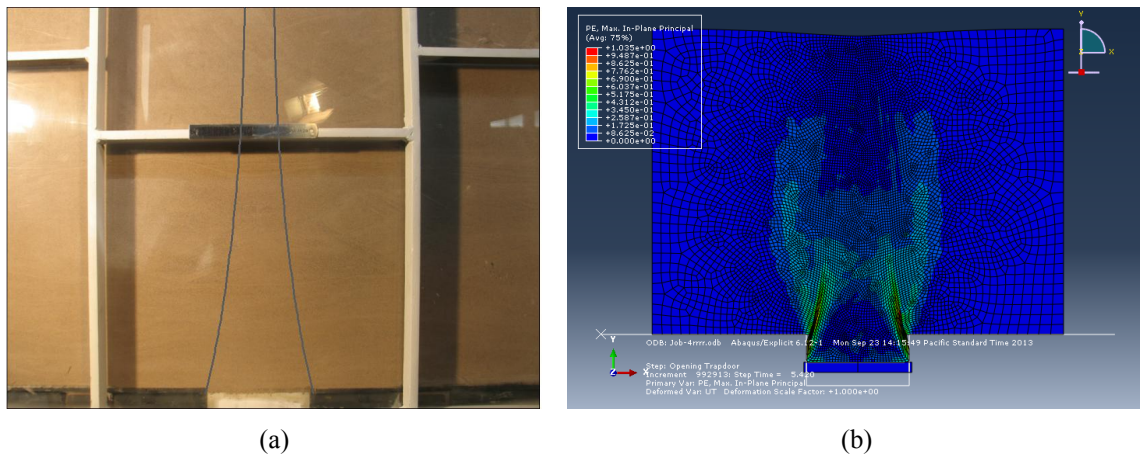 PE, Max. In-Plane Principal
(Avg: 75%)
+1.035e+00
+9.487e-01
+8.625e-01
+7.762e-01
+6.900e-01
+6.037e-01
+5.175e-01
+4.312e-01
+3.450e-01
+2.587e-01
+1.725e-01
+8.625e-02
+0.000e+00
Y
X
X
Y
Z
X
ODB: Job-4rrrr.odb Abaqus/Explicit 6.12-1 Mon Sep 23 14:15:49 Pacific Standard Time 2013
Step: Opening Trapdoor
Increment 992913: Step Time = 5.420
Primary Var: PE, Max. In-Plane Principal
Deformed Var: UT Deformation Scale Factor: +1.000e+00
(a)
(b)